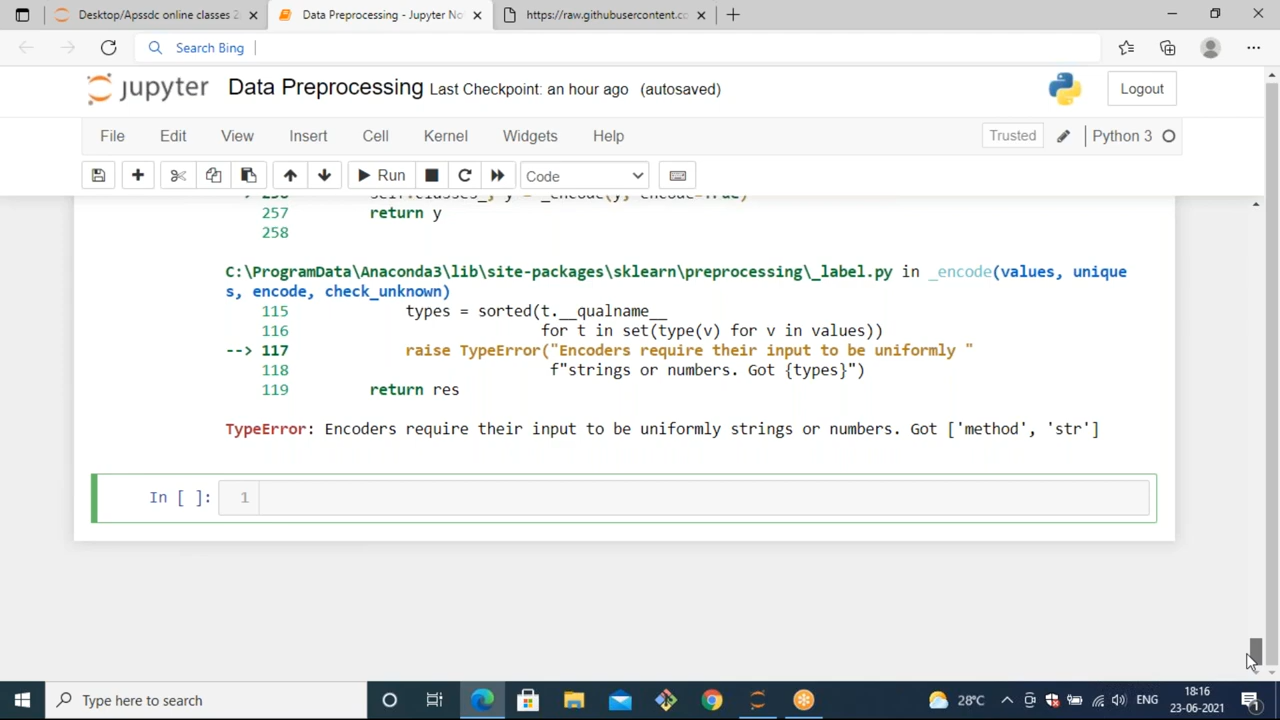 Desktop/Apssdc online classes 2
Data Preprocessing - Jupyter No
https://raw.githubusercontent.co
Search Bing
jupyter Data Preprocessing Last Checkpoint: an hour ago (autosaved)
Logout
File Edit View Insert Cell Kernel Widgets Help
Trusted Python 3
Run Code
257 return y
258
C:\ProgramData\Anaconda3\lib\site-packages\sklearn\preprocessing\_label.py in _encode(values, unique
s, encode, check_unknown)
115 types = sorted(t.__qualname__
116 for t in set(type(v) for v in values))
--> 117 raise TypeError("Encoders require their input to be uniformly "
118 f"strings or numbers. Got {types}")
119 return res
TypeError: Encoders require their input to be uniformly strings or numbers. Got ['method', 'str']
In [ ]: 1
Type here to search
28°C
ENG
18:16
23-06-2021
1